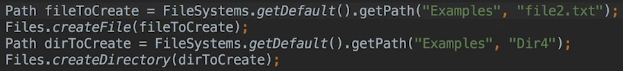 Path fileToCreate = FileSystems.getDefault().getPath("Examples", "file2.txt");
Files.createFile(fileToCreate);
Path dirToCreate = FileSystems.getDefault().getPath("Examples", "Dir4");
Files.createDirectory(dirToCreate);